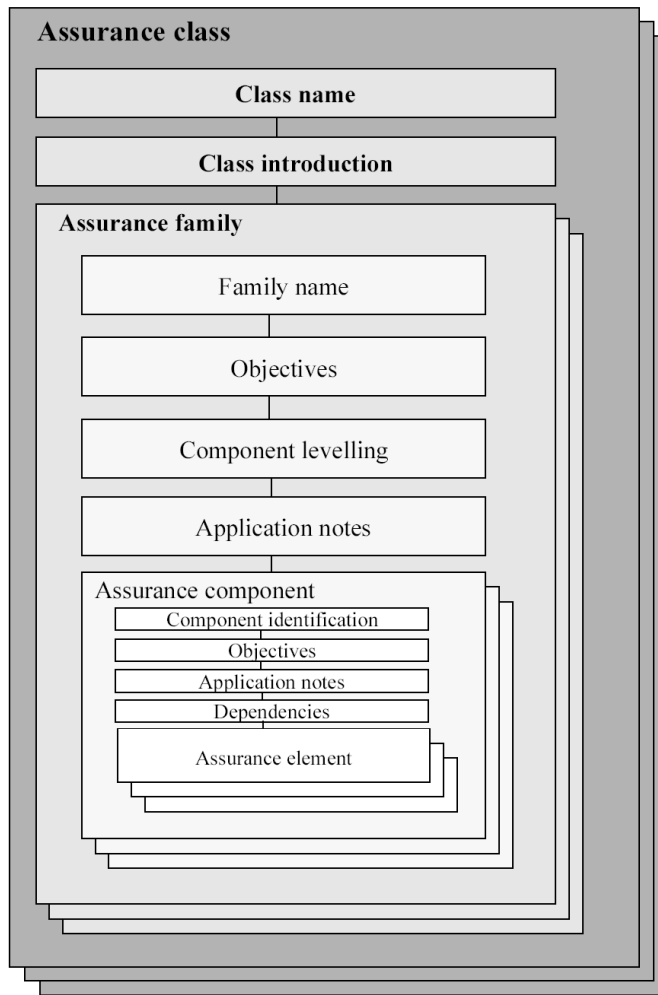 Assurance class
Class name
Class introduction
Assurance family
Family name
Objectives
Component levelling
Application notes
Assurance component
Component identification
Objectives
Application notes
Dependencies
Assurance element